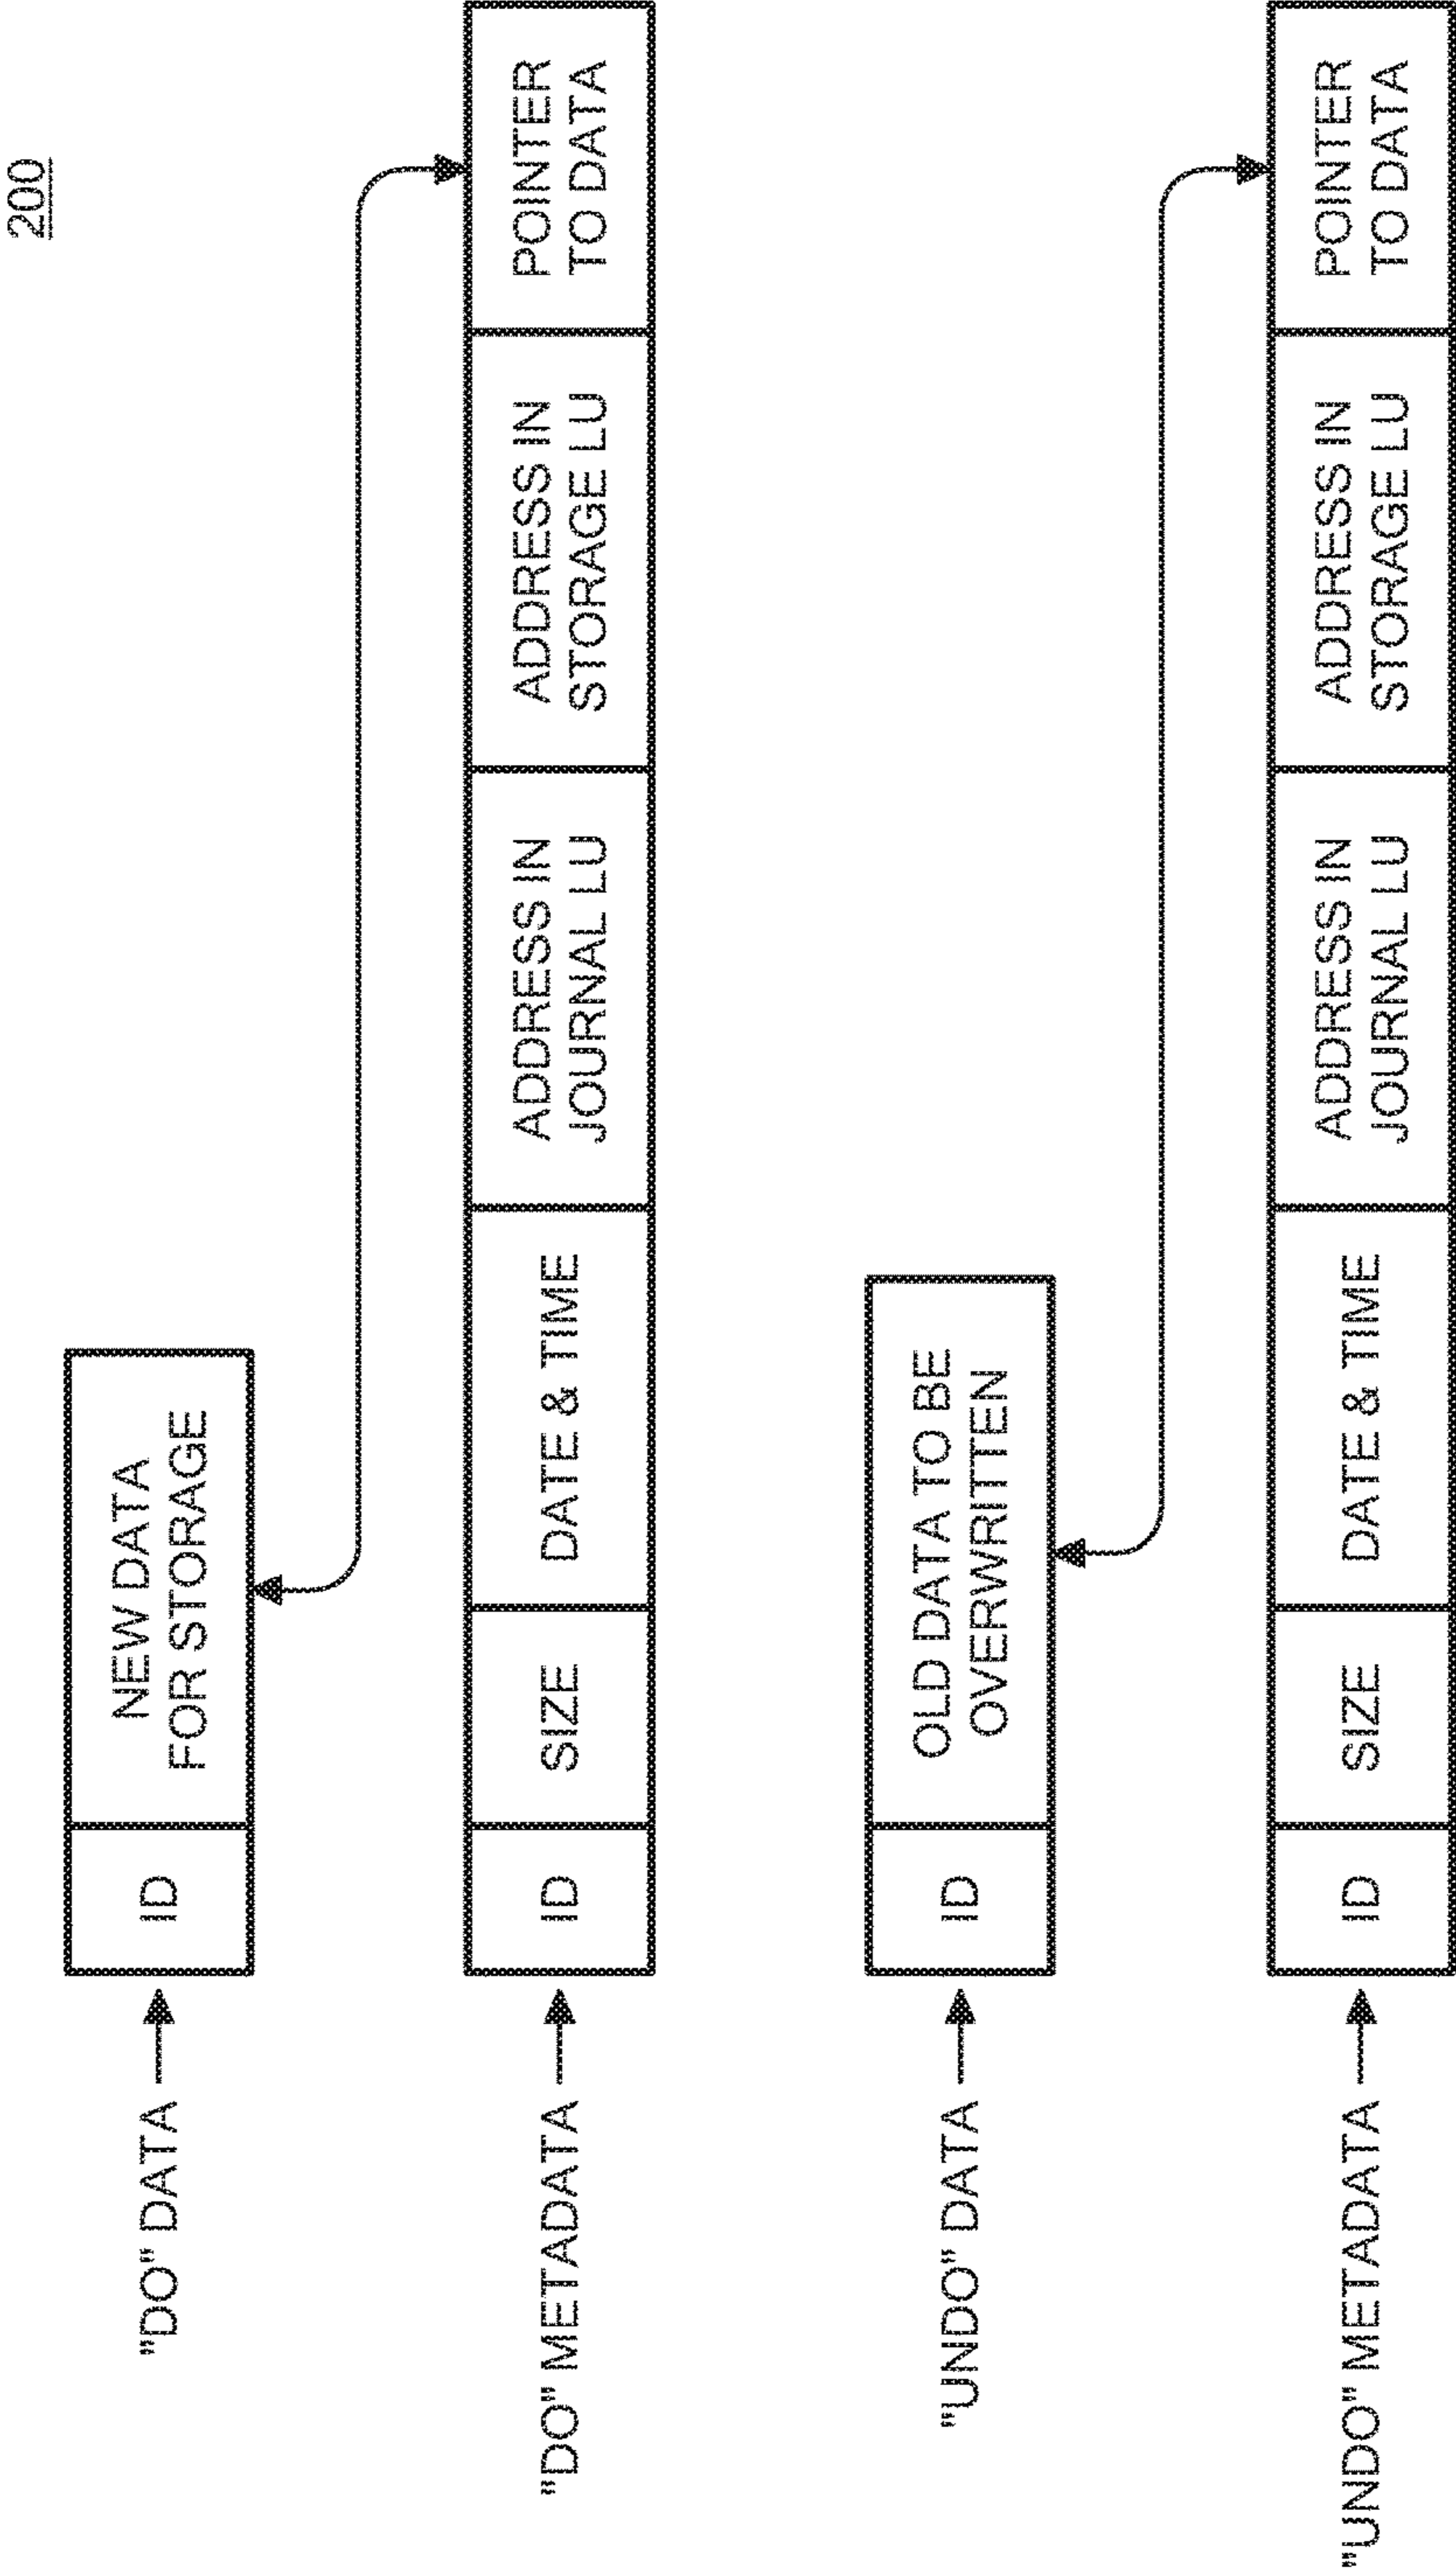 200
"DO" DATA
ID
NEW DATA
FOR STORAGE
"DO" METADATA
ID
SIZE
DATE & TIME
ADDRESS IN
JOURNAL LU
ADDRESS IN
STORAGE LU
POINTER
TO DATA
"UNDO" DATA
ID
OLD DATA TO BE
OVERWRITTEN
"UNDO" METADATA
ID
SIZE
DATE & TIME
ADDRESS IN
JOURNAL LU
ADDRESS IN
STORAGE LU
POINTER
TO DATA